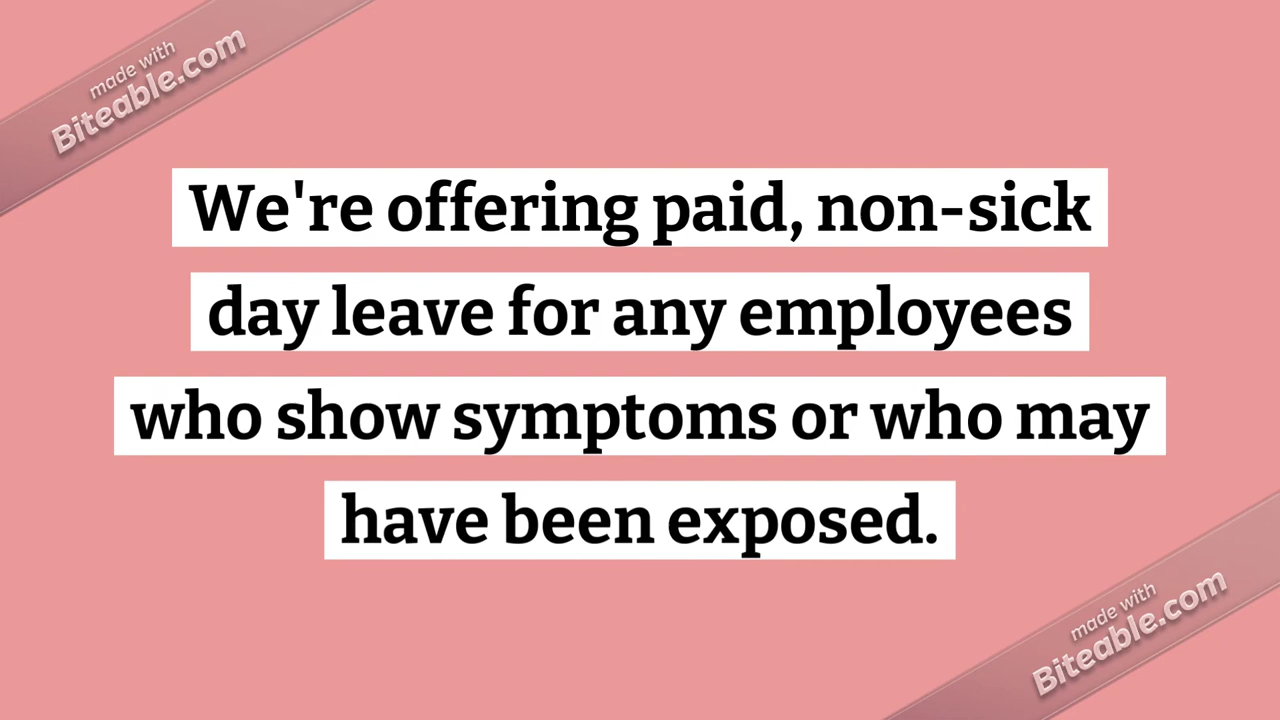 made with
Biteable.com
We're offering paid, non-sick
day leave for any employees
who show symptoms or who may
have been exposed.
made with
Biteable.com